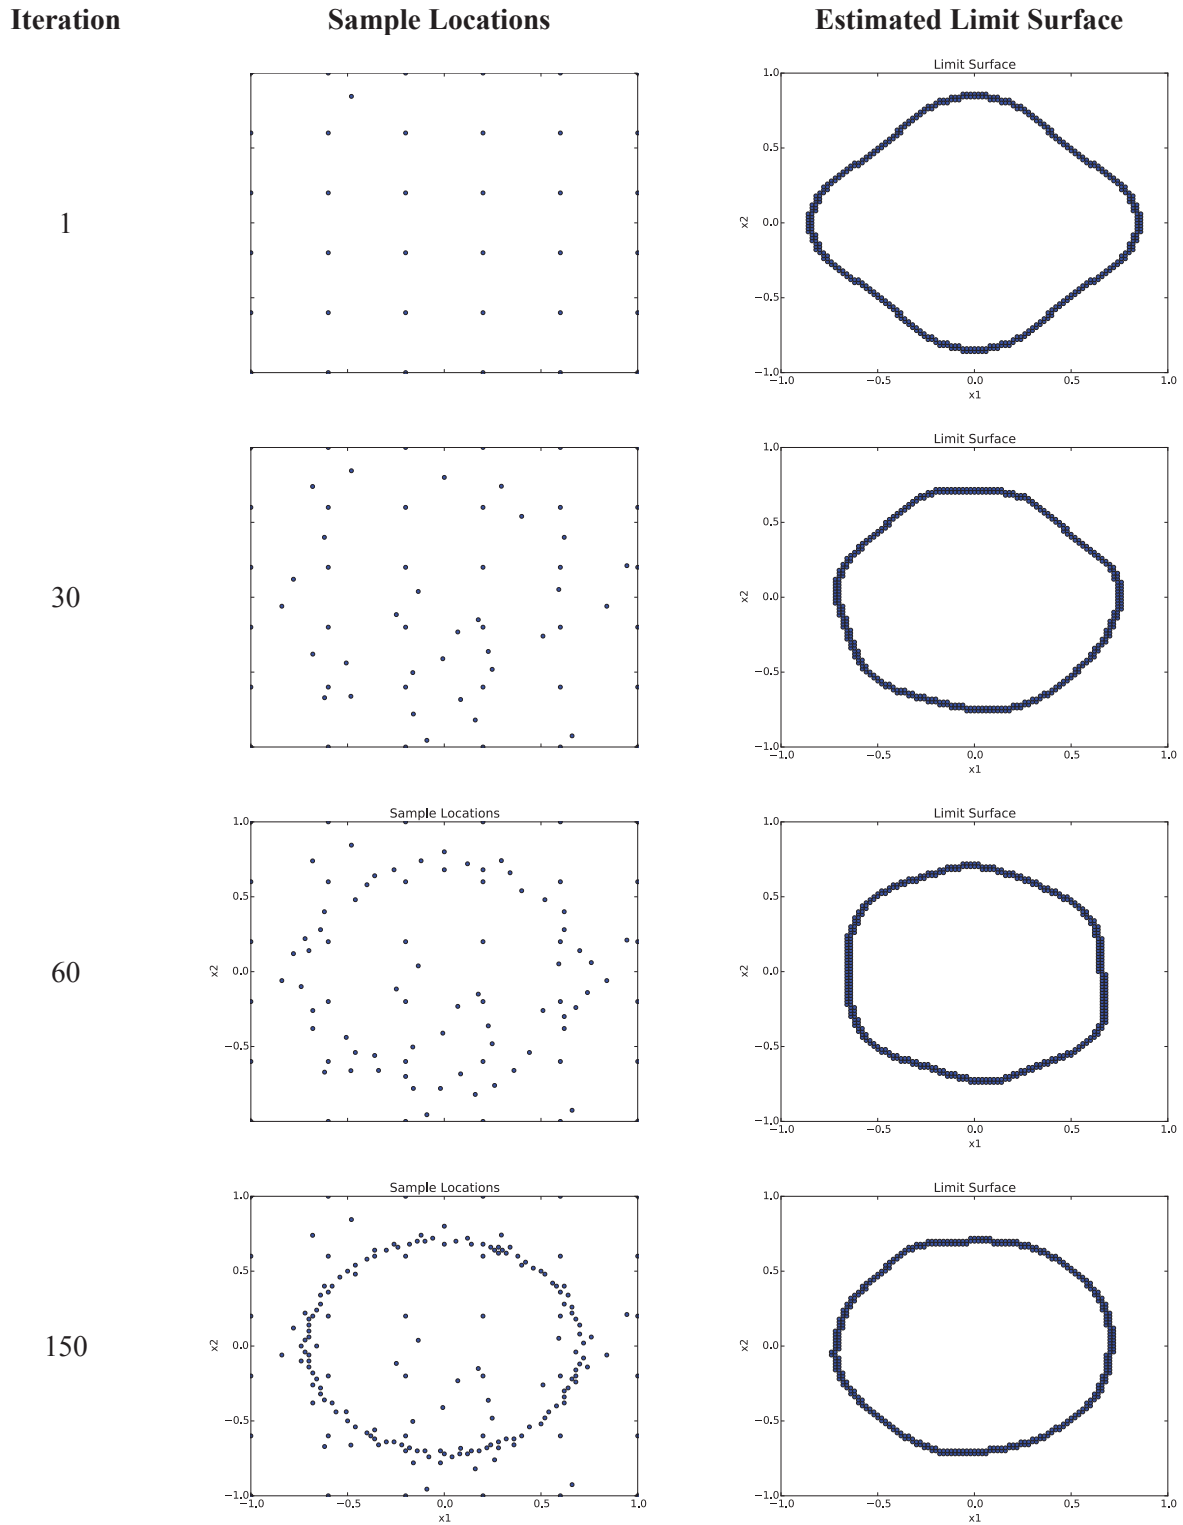 Iteration Sample Locations Estimated Limit Surface
Limit Surface
1.0
0.5
1
x2
0.0
−0.5
−1.0
−1.0 −0.5 0.0 0.5 1.0
x1
Limit Surface
1.0
0.5
30
x2
0.0
−0.5
−1.0
−1.0 −0.5 0.0 0.5 1.0
x1
Sample Locations Limit Surface
1.0 1.0
0.5 0.5
60
x2 x2
0.0 0.0
−0.5 −0.5
−1.0
−1.0 −0.5 0.0 0.5 1.0
x1
Sample Locations Limit Surface
1.0 1.0
0.5 0.5
150
x2 x2
0.0 0.0
−0.5 −0.5
−1.0 −1.0
−1.0 −0.5 0.0 0.5 1.0 −1.0 −0.5 0.0 0.5 1.0
x1 x1